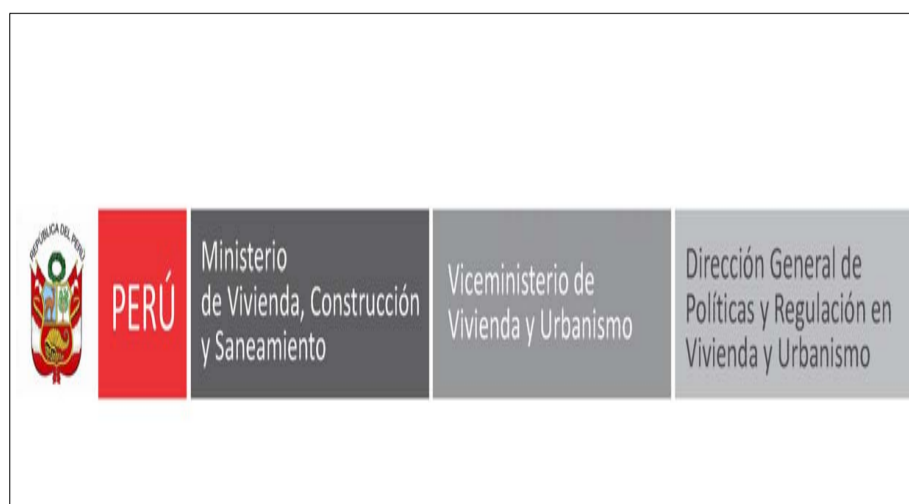 REPÚBLICA DEL PERÚ
PERÚ
Ministerio
de Vivienda, Construcción
y Saneamiento
Viceministerio de
Vivienda y Urbanismo
Dirección General de
Políticas y Regulación en
Vivienda y Urbanismo